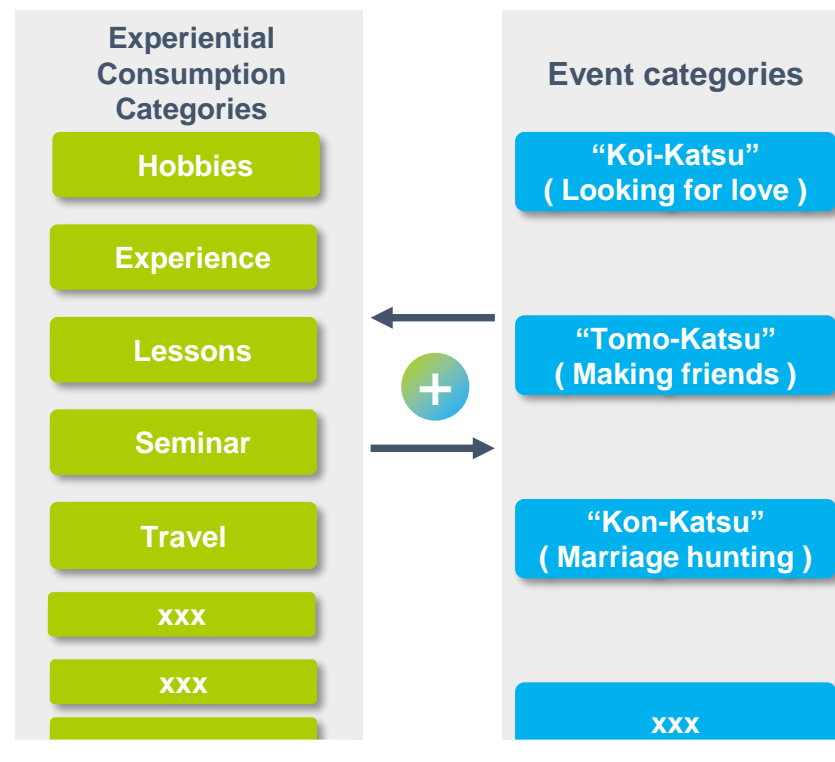 Experiential
Consumption
Categories
Hobbies
Experience
Lessons
Seminar
Travel
xxx
xxx
+
Event categories
“Koi-Katsu”
( Looking for love )
“Tomo-Katsu”
( Making friends )
“Kon-Katsu”
( Marriage hunting )
xxx